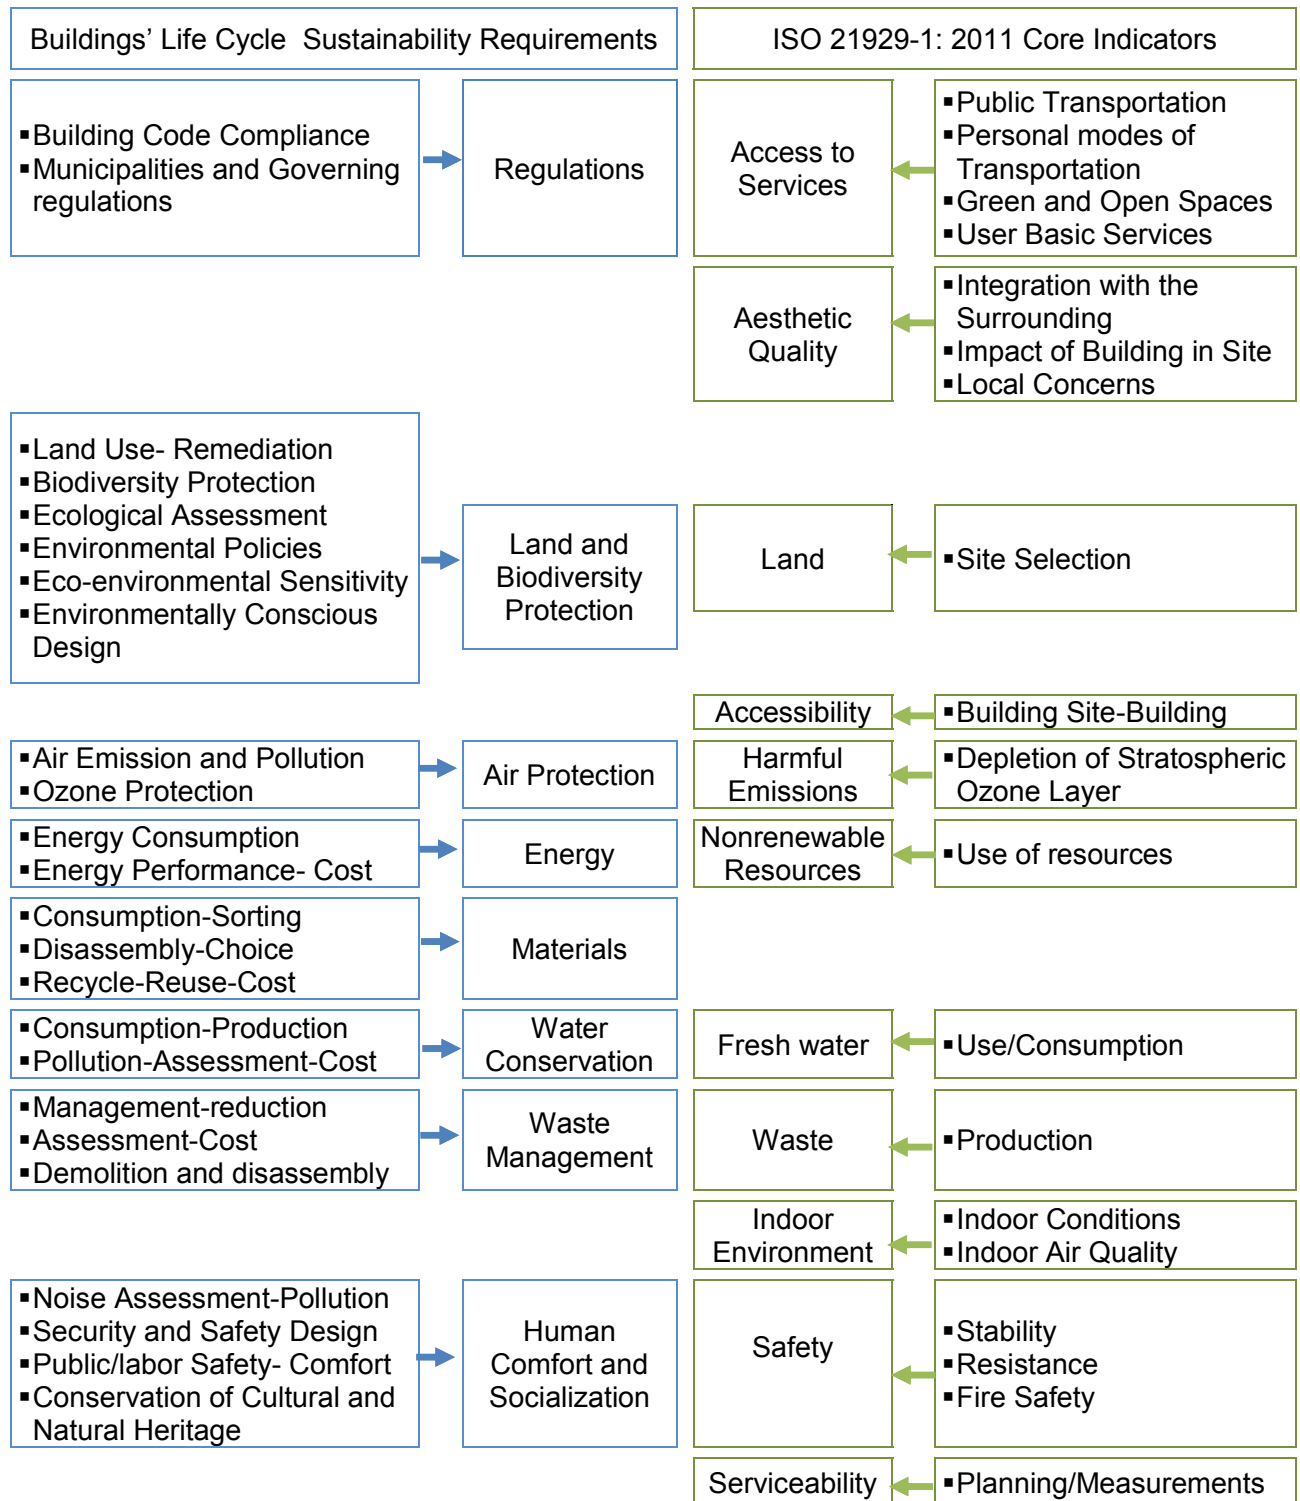 Buildings’ Life Cycle  Sustainability Requirements
ISO 21929-1: 2011 Core Indicators
▪Building Code Compliance
▪Municipalities and Governing
regulations
Regulations
Access to
Services
▪Public Transportation
▪Personal modes of
Transportation
▪Green and Open Spaces
▪User Basic Services
Aesthetic
Quality
▪Integration with the
Surrounding
▪Impact of Building in Site
▪Local Concerns
▪Land Use- Remediation
▪Biodiversity Protection
▪Ecological Assessment
▪Environmental Policies
▪Eco-environmental Sensitivity
▪Environmentally Conscious
Design
Land and
Biodiversity
Protection
Land
▪Site Selection
Accessibility
▪Building Site-Building
▪Air Emission and Pollution
▪Ozone Protection
Air Protection
Harmful
Emissions
▪Depletion of Stratospheric
Ozone Layer
▪Energy Consumption
▪Energy Performance- Cost
Energy
Nonrenewable
Resources
▪Use of resources
▪Consumption-Sorting
▪Disassembly-Choice
▪Recycle-Reuse-Cost
Materials
▪Consumption-Production
▪Pollution-Assessment-Cost
Water
Conservation
Fresh water
▪Use/Consumption
▪Management-reduction
▪Assessment-Cost
▪Demolition and disassembly
Waste
Management
Waste
▪Production
Indoor
Environment
▪Indoor Conditions
▪Indoor Air Quality
▪Noise Assessment-Pollution
▪Security and Safety Design
▪Public/labor Safety- Comfort
▪Conservation of Cultural and
Natural Heritage
Human
Comfort and
Socialization
Safety
▪Stability
▪Resistance
▪Fire Safety
Serviceability
▪Planning/Measurements